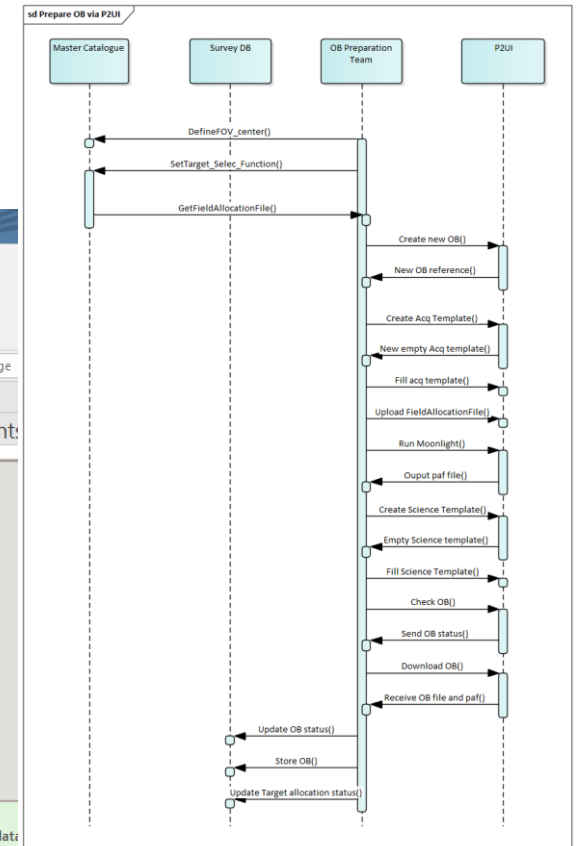 sd Prepare OB via P2UI
Master Catalogue
Survey DB
OB Preparation
Team
P2UI
DefineFOV_center()
SetTarget_Selec_Function()
GetFieldAllocationFile()
Create new OB()
New OB reference()
Create Acq Template()
New empty Acq template()
Fill acq template()
Upload FieldAllocationFile()
Run Moonlight()
Ouput paf file()
Create Science Template()
Empty Science template()
Fill Science Template()
Check OB()
Send OB status()
Download OB()
Receive OB file and paf()
Update OB status()
Store OB()
Update Target allocation status()